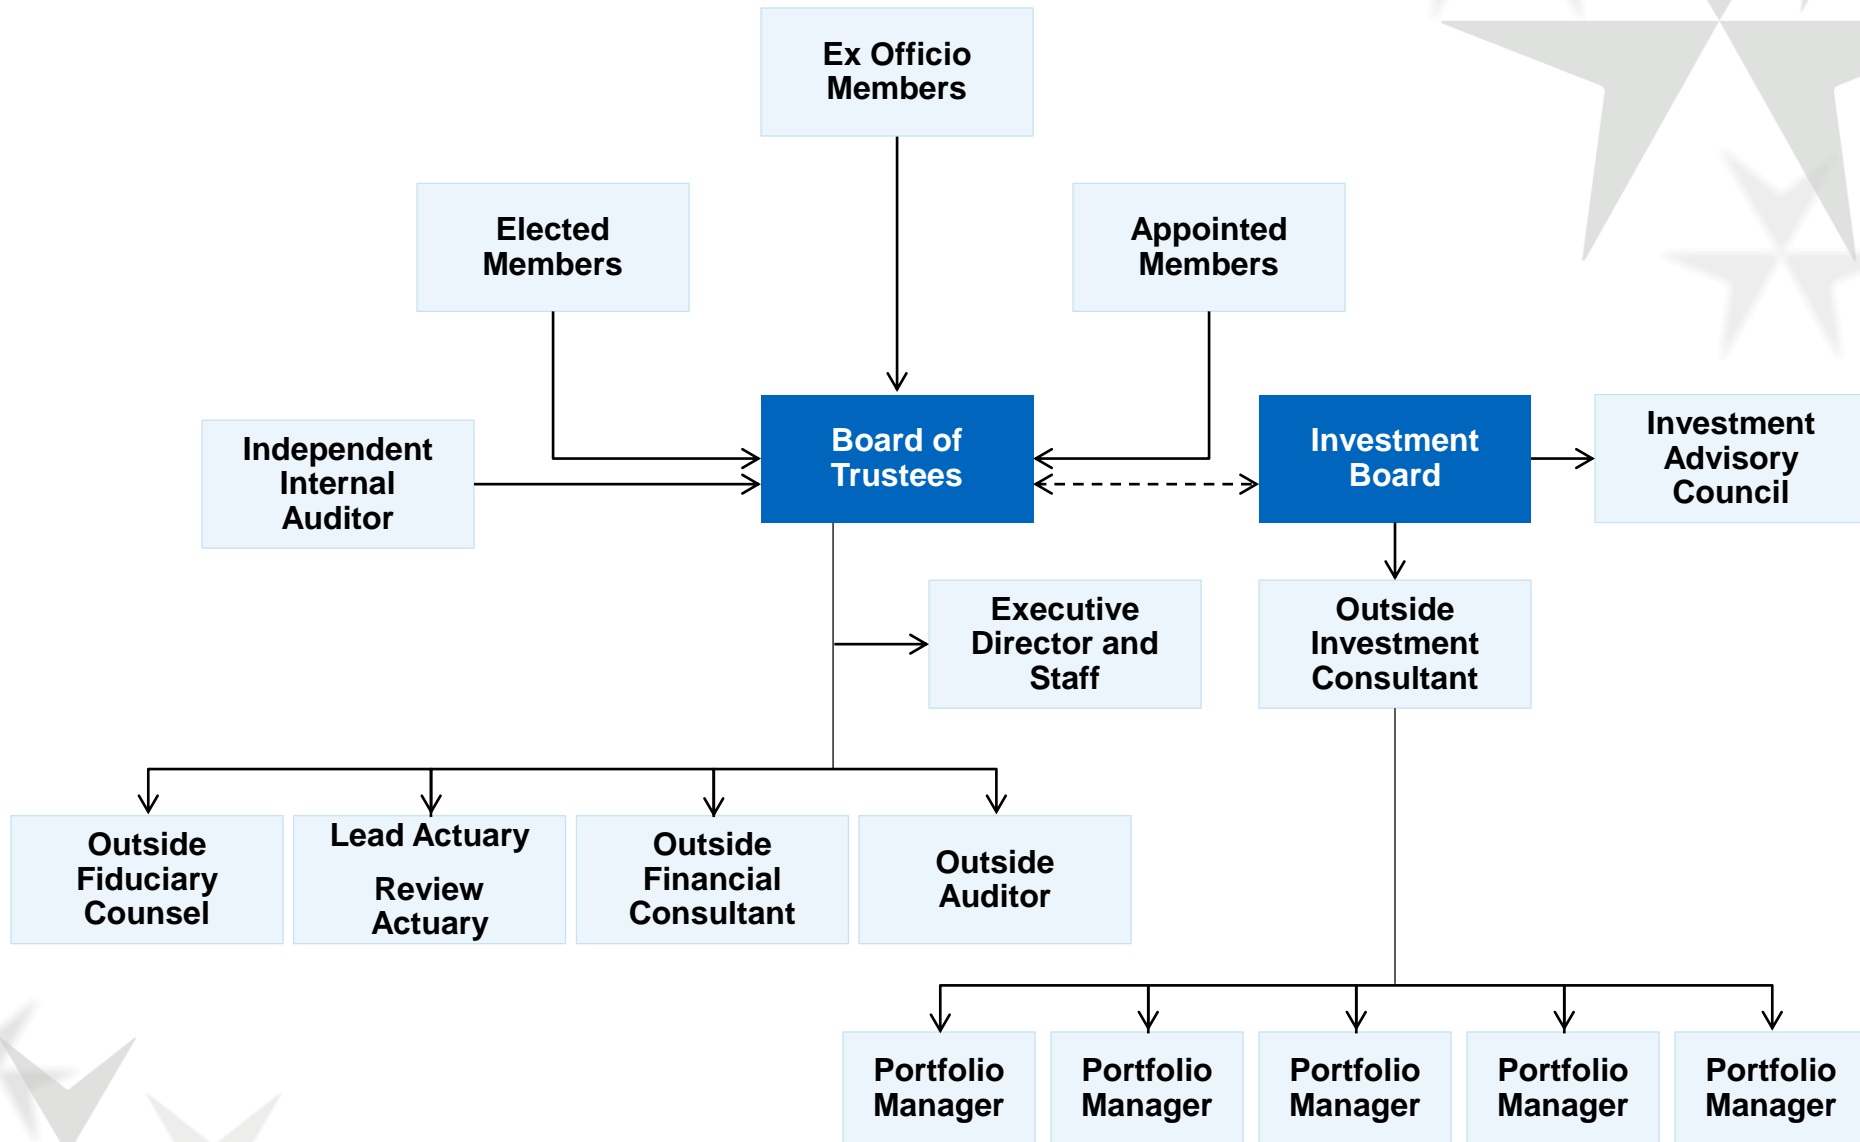 Ex Officio
Members
Elected
Members
Appointed
Members
Independent
Internal
Auditor
Board of
Trustees
Investment
Board
Investment
Advisory
Council
Executive
Director and
Staff
Outside
Investment
Consultant
Outside
Fiduciary
Counsel
Lead Actuary
Review
Actuary
Outside
Financial
Consultant
Outside
Auditor
Portfolio
Manager
Portfolio
Manager
Portfolio
Manager
Portfolio
Manager
Portfolio
Manager